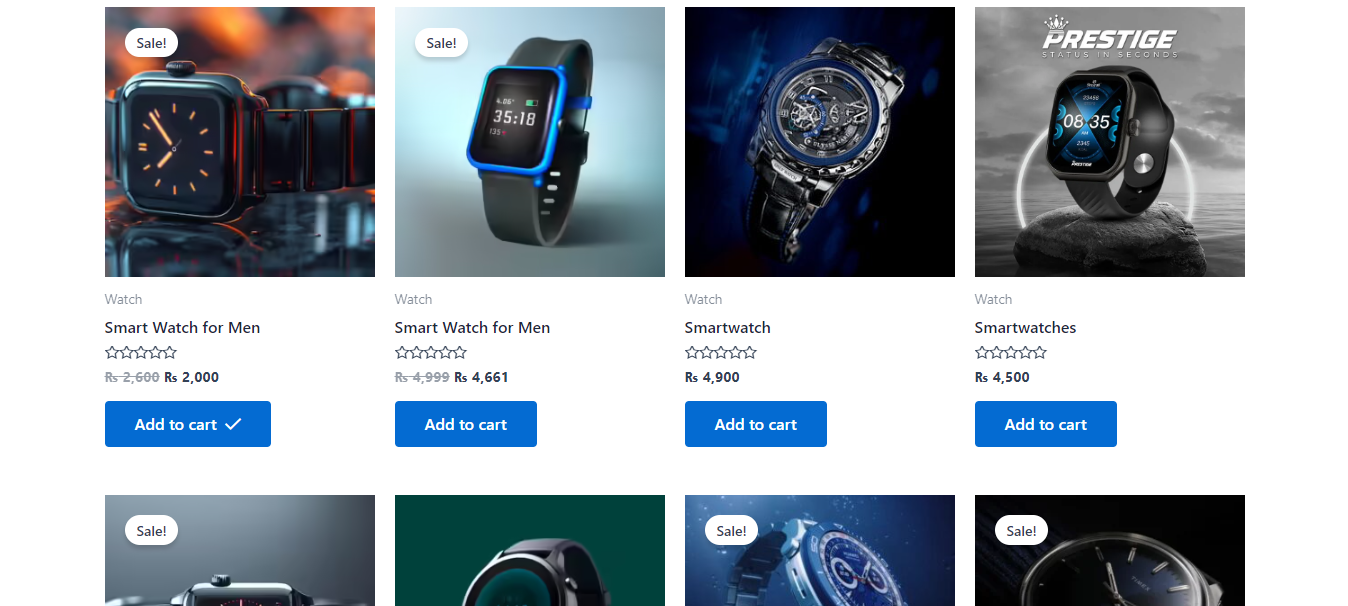 Sale!
Sale!
4.06"
35:18
135
PRESTIGE
STATUS IN SECONDS
08 35
PRESTIGE
Watch
Watch
Watch
Watch
Smart Watch for Men
Smart Watch for Men
Smartwatch
Smartwatches
₨ 2,600 ₨ 2,000
₨ 4,999 ₨ 4,661
₨ 4,900
₨ 4,500
Add to cart
Add to cart
Add to cart
Add to cart
Sale!
Sale!
Sale!
TIMEX